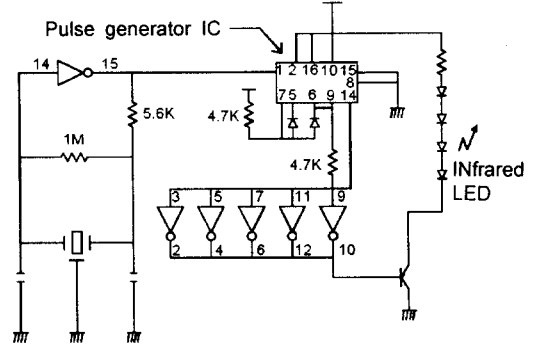 Pulse generator IC
14 15
1 2 16 10 15
8
7 5 6 9 14
5.6K
4.7K
1M
4.7K
INfrared
LED
3 5 7 11 9
2 4 6 12 10